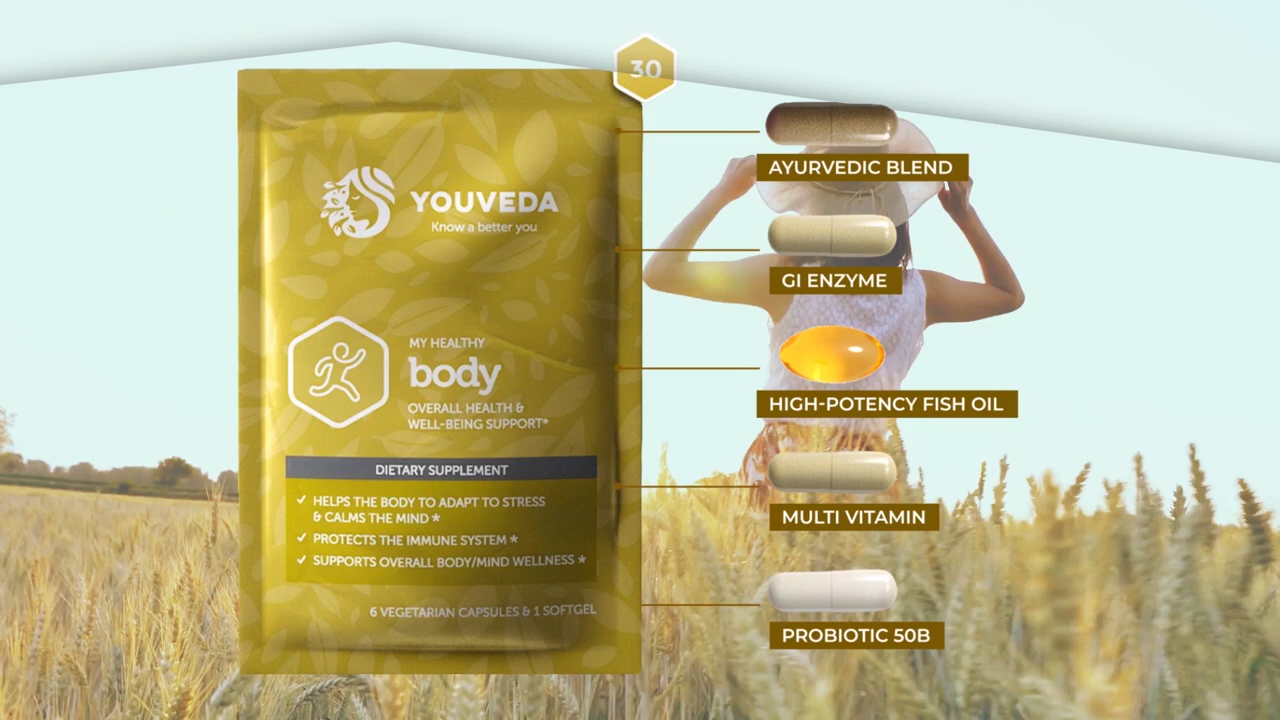 30
YOUVEDA
Know a better you
MY HEALTHY
body
OVERALL HEALTH &
WELL-BEING SUPPORT*
DIETARY SUPPLEMENT
✓ HELPS THE BODY TO ADAPT TO STRESS
& CALMS THE MIND *
✓ PROTECTS THE IMMUNE SYSTEM *
✓ SUPPORTS OVERALL BODY/MIND WELLNESS *
6 VEGETARIAN CAPSULES & 1 SOFTGEL
AYURVEDIC BLEND
GI ENZYME
HIGH-POTENCY FISH OIL
MULTI VITAMIN
PROBIOTIC 50B